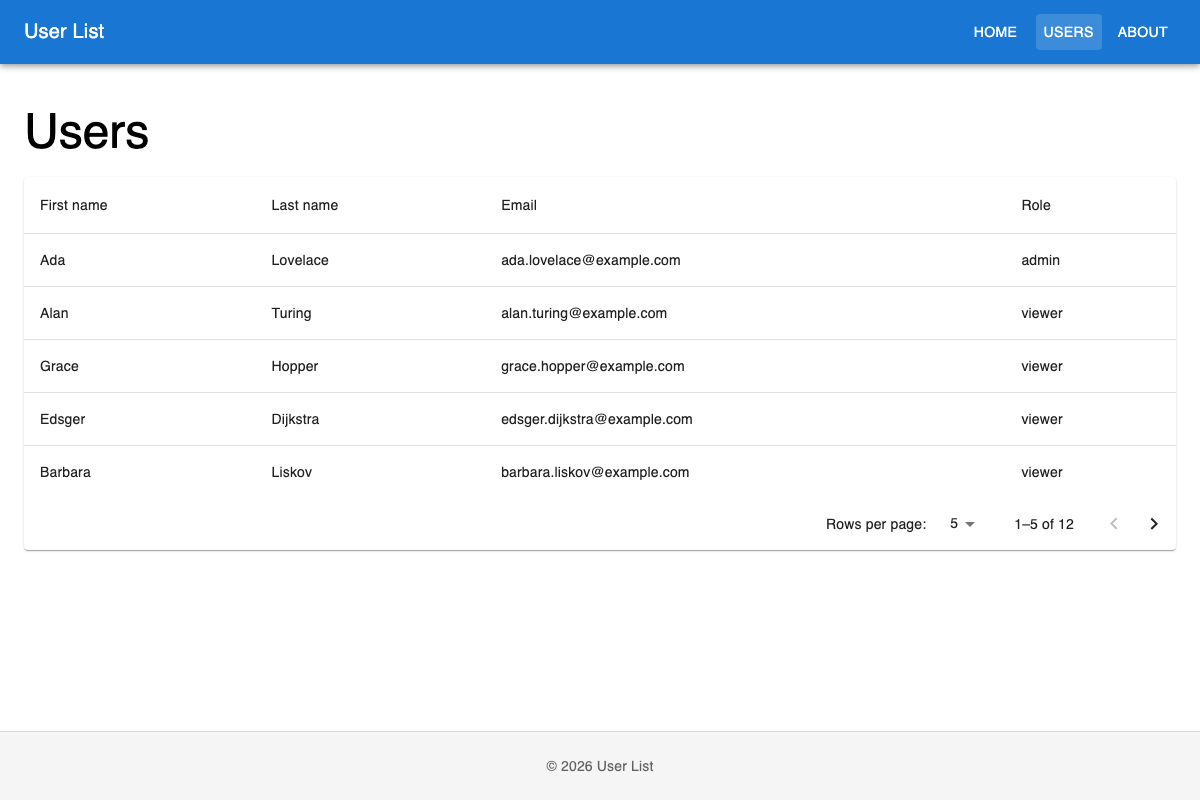 User List HOME USERS ABOUT
Users
First name Last name Email Role
Ada Lovelace ada.lovelace@example.com admin
Alan Turing alan.turing@example.com viewer
Grace Hopper grace.hopper@example.com viewer
Edsger Dijkstra edsger.dijkstra@example.com viewer
Barbara Liskov barbara.liskov@example.com viewer
Rows per page: 5 1–5 of 12
© 2026 User List